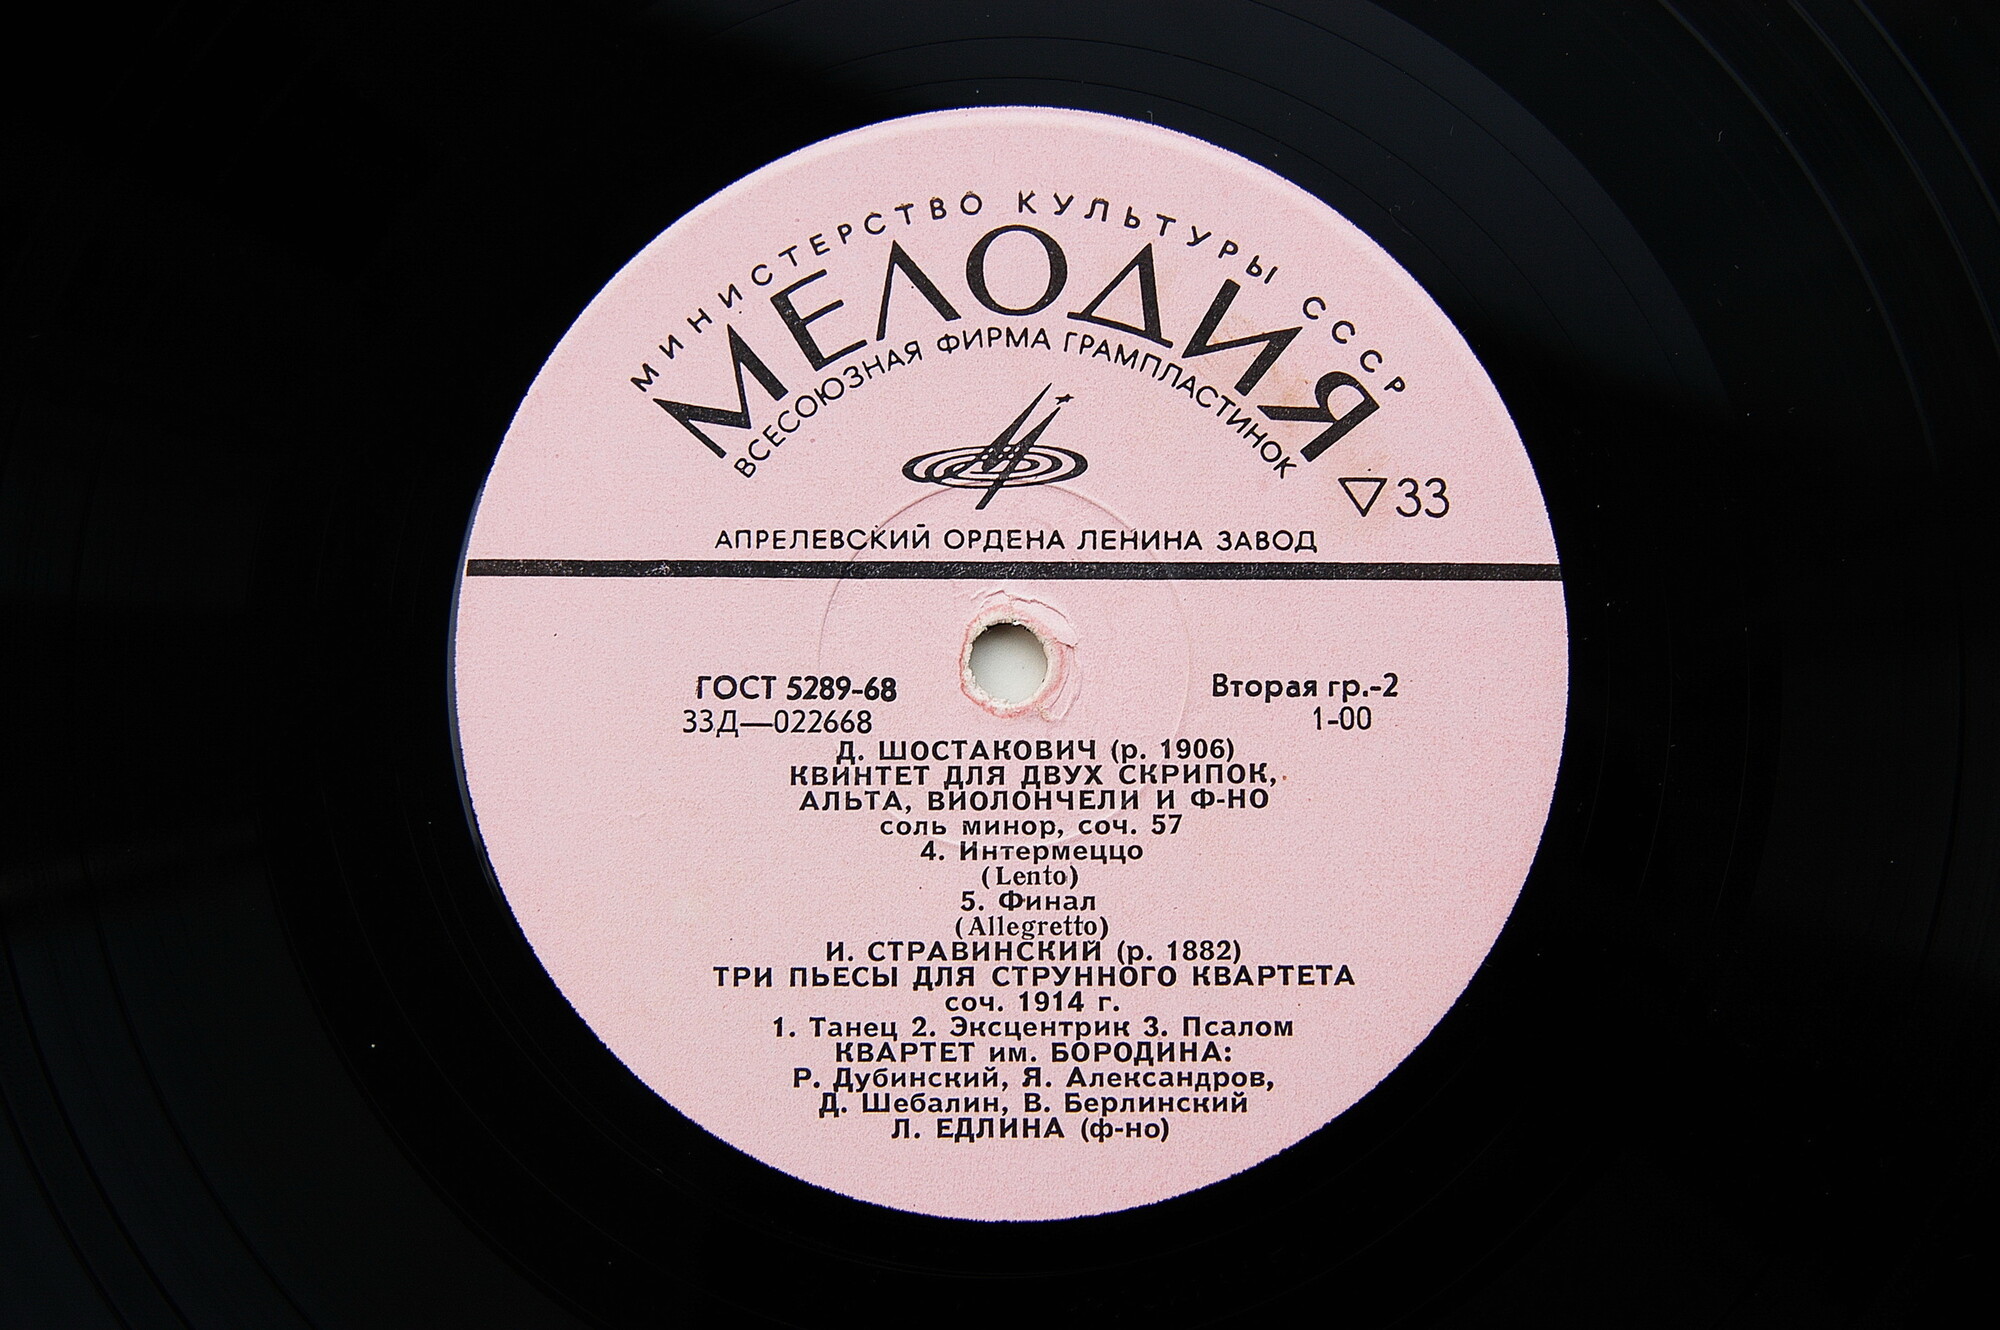 МИНИСТЕРСТВО КУЛЬТУРЫ СССР
МЕЛОДИЯ
ВСЕСОЮЗНАЯ ФИРМА ГРАМПЛАСТИНОК
▽33
АПРЕЛЕВСКИЙ ОРДЕНА ЛЕНИНА ЗАВОД
ГОСТ 5289-68 Вторая гр.-2
33Д—022668 1-00
Д. ШОСТАКОВИЧ (р. 1906)
КВИНТЕТ ДЛЯ ДВУХ СКРИПОК,
АЛЬТА, ВИОЛОНЧЕЛИ И Ф-НО
соль минор, соч. 57
4. Интермеццо
(Lento)
5. Финал
(Allegretto)
И. СТРАВИНСКИЙ (р. 1882)
ТРИ ПЬЕСЫ ДЛЯ СТРУННОГО КВАРТЕТА
соч. 1914 г.
1. Танец 2. Эксцентрик 3. Псалом
КВАРТЕТ им. БОРОДИНА:
Р. Дубинский, Я. Александров,
Д. Шебалин, В. Берлинский
Л. ЕДЛИНА (ф-но)